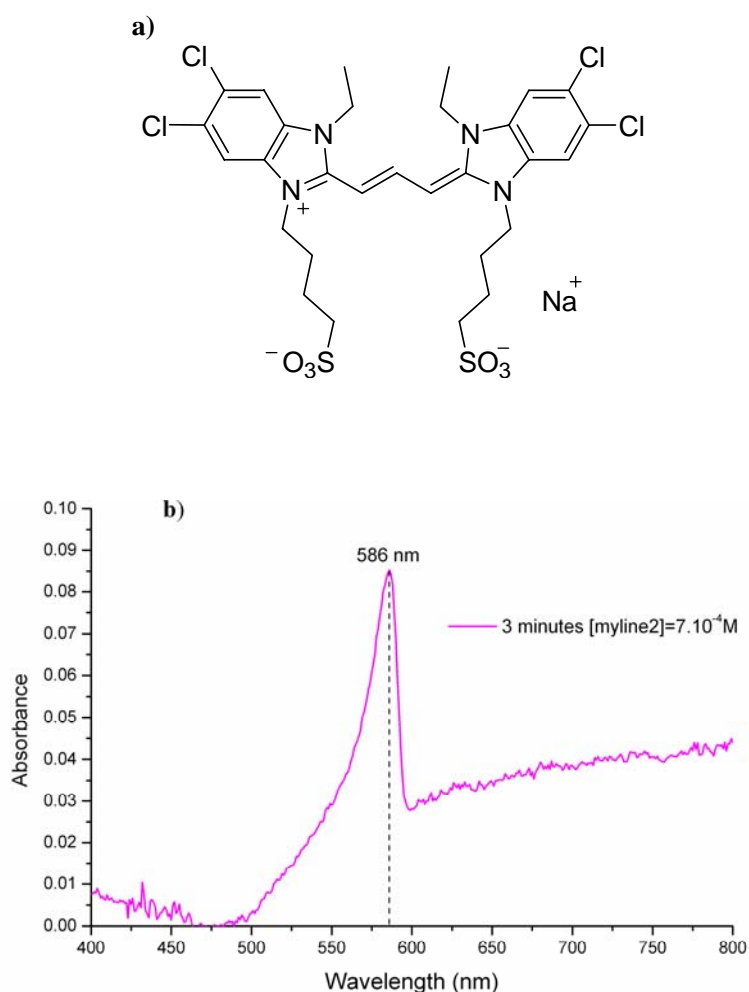 a)
Cl
Cl
Cl
Cl
N
N
N
+
N
Na+
−O3S
SO3−
b)
586 nm
3 minutes [myline2]=7.10-4M
0.10
0.09
0.08
0.07
0.06
0.05
0.04
0.03
0.02
0.01
0.00
Absorbance
400 450 500 550 600 650 700 750 800
Wavelength (nm)